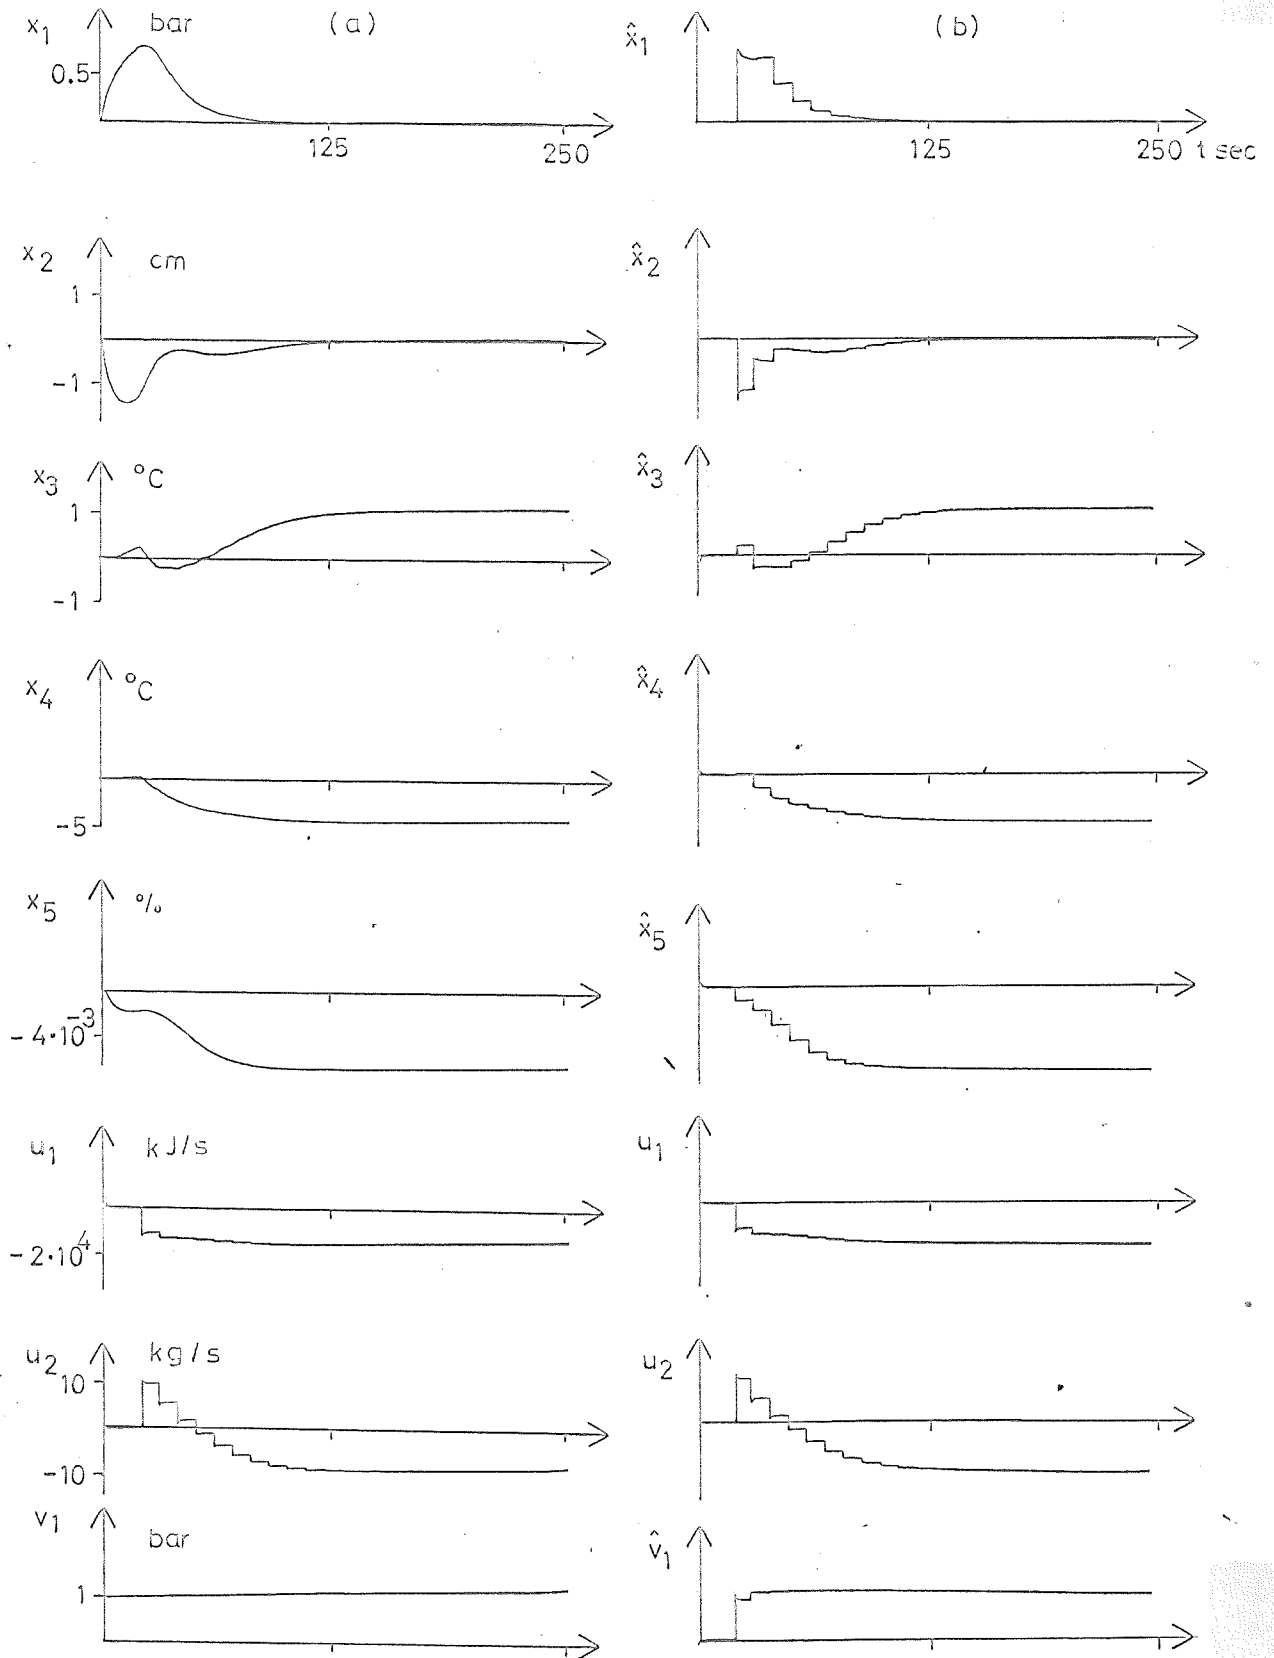 x1 bar (a) x̂1 (b)
0.5
125 250 125 250 t sec
x2 cm x̂2
1
-1
x3 °C x̂3
1
-1
x4 °C x̂4
-5
x5 % x̂5
-4·10^-3
u1 kJ/s u1
-2·10^4
u2 kg/s u2
10
-10
v1 bar v̂1
1